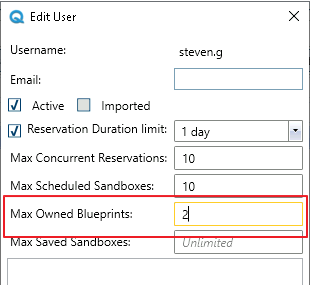 Edit User
Username: steven.g
Email:
Active Imported
Reservation Duration limit: 1 day
Max Concurrent Reservations: 10
Max Scheduled Sandboxes: 10
Max Owned Blueprints: 2
Max Saved Sandboxes: Unlimited